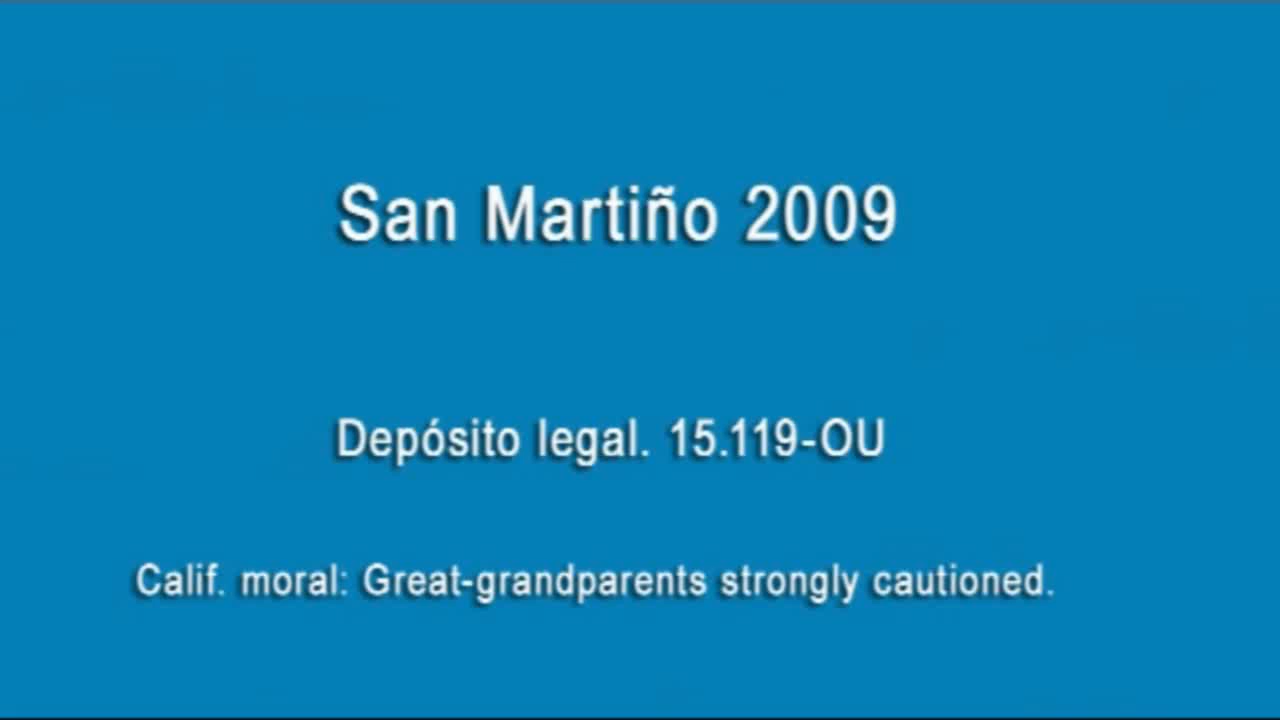 San Martiño 2009
Depósito legal. 15.119-OU
Calif. moral: Great-grandparents strongly cautioned.